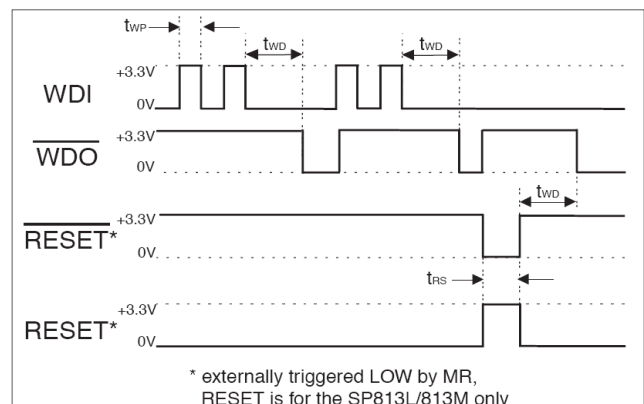 tWP
tWD
tWD
+3.3V
WDI
0V
+3.3V
WDO
0V
tWD
+3.3V
RESET*
0V
tRS
+3.3V
RESET*
0V
* externally triggered LOW by MR,
RESET is for the SP813L/813M only